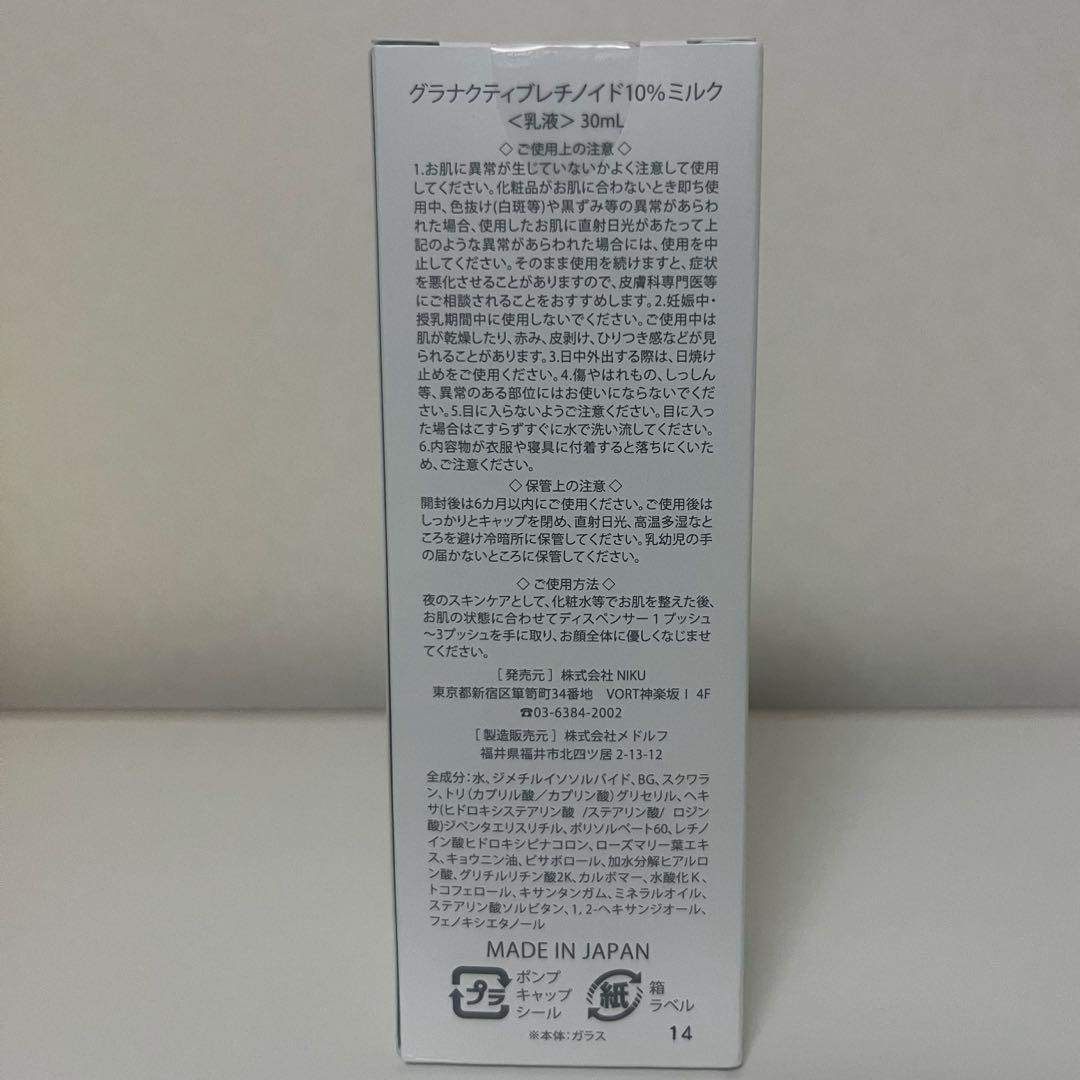 グラナクティブレチノイド10%ミルク
＜乳液＞ 30mL
◇ ご使用上の注意 ◇
1.お肌に異常が生じていないかよく注意して使用
してください。化粧品がお肌に合わないとき即ち使
用中、色抜け(白斑等)や黒ずみ等の異常があらわ
れた場合、使用したお肌に直射日光があたって上
記のような異常があらわれた場合には、使用を中
止してください。そのまま使用を続けますと、症状
を悪化させることがありますので、皮膚科専門医等
にご相談されることをおすすめします。2.妊娠中・
授乳期間中に使用しないでください。ご使用中は
肌が乾燥したり、赤み、皮剥け、ひりつき感などが見
られることがあります。3.日中外出する際は、日焼け
止めをご使用ください。4.傷やはれもの、しっしん
等、異常のある部位にはお使いにならないでくだ
さい。5.目に入らないようご注意ください。目に入っ
た場合はこすらずすぐに水で洗い流してください。
6.内容物が衣服や寝具に付着すると落ちにくいた
め、ご注意ください。
◇ 保管上の注意 ◇
開封後は6カ月以内にご使用ください。ご使用後は
しっかりとキャップを閉め、直射日光、高温多湿なと
ころを避け冷暗所に保管してください。乳幼児の手
の届かないところに保管してください。
◇ ご使用方法 ◇
夜のスキンケアとして、化粧水等でお肌を整えた後、
お肌の状態に合わせてディスペンサー1プッシュ
～3プッシュを手に取り、お顔全体に優しくなじませ
てください。
[ 発売元 ] 株式会社 NIKU
東京都新宿区箪笥町34番地　VORT神楽坂Ⅰ 4F
☎03-6384-2002
[ 製造販売元 ] 株式会社メドルフ
福井県福井市北四ツ居 2-13-12
全成分：水、ジメチルイソソルバイド、BG、スクワラ
ン、トリ（カプリル酸／カプリン酸）グリセリル、ヘキ
サ(ヒドロキシステアリン酸 /ステアリン酸/ ロジン
酸)ジペンタエリスリチル、ポリソルベート60、レチノ
イン酸ヒドロキシピナコロン、ローズマリー葉エキ
ス、キョウニン油、ビサボロール、加水分解ヒアルロ
ン酸、グリチルリチン酸2K、カルボマー、水酸化K、
トコフェロール、キサンタンガム、ミネラルオイル、
ステアリン酸ソルビタン、1，2-ヘキサンジオール、
フェノキシエタノール
MADE IN JAPAN
プラ
ポンプ
キャップ
シール
紙
箱
ラベル
※本体：ガラス
14